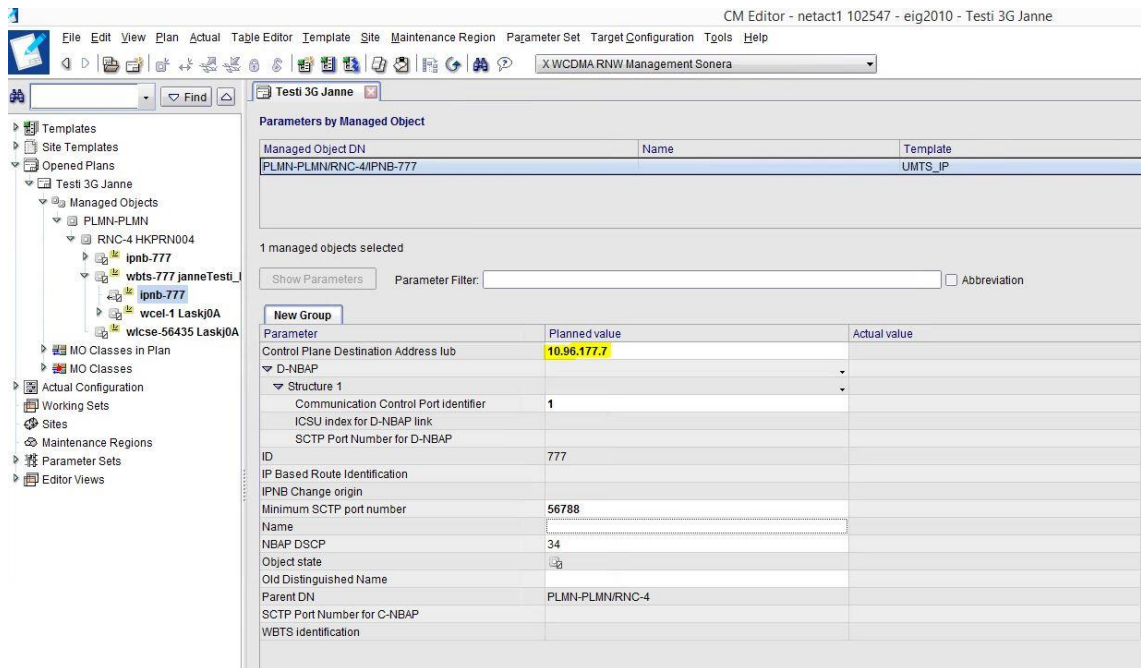 CM Editor - netact1 102547 - eig2010 - Testi 3G Janne
File Edit View Plan Actual Table Editor Template Site Maintenance Region Parameter Set Target Configuration Tools Help
X WCDMA RNW Management Sonera
Find
Templates
Site Templates
Opened Plans
Testi 3G Janne
Managed Objects
PLMN-PLMN
RNC-4 HKPRN004
ipnb-777
wbts-777 janneTesti_
ipnb-777
wcel-1 Laskj0A
wlcse-56435 Laskj0A
MO Classes in Plan
MO Classes
Actual Configuration
Working Sets
Sites
Maintenance Regions
Parameter Sets
Editor Views
Testi 3G Janne
Parameters by Managed Object
Managed Object DN Name Template
PLMN-PLMN/RNC-4/IPNB-777 UMTS_IP
1 managed objects selected
Show Parameters Parameter Filter: Abbreviation
New Group
Parameter Planned value Actual value
Control Plane Destination Address Iub 10.96.177.7
D-NBAP
Structure 1
Communication Control Port identifier 1
ICSU index for D-NBAP link
SCTP Port Number for D-NBAP
ID 777
IP Based Route Identification
IPNB Change origin
Minimum SCTP port number 56788
Name
NBAP DSCP 34
Object state
Old Distinguished Name
Parent DN PLMN-PLMN/RNC-4
SCTP Port Number for C-NBAP
WBTS identification